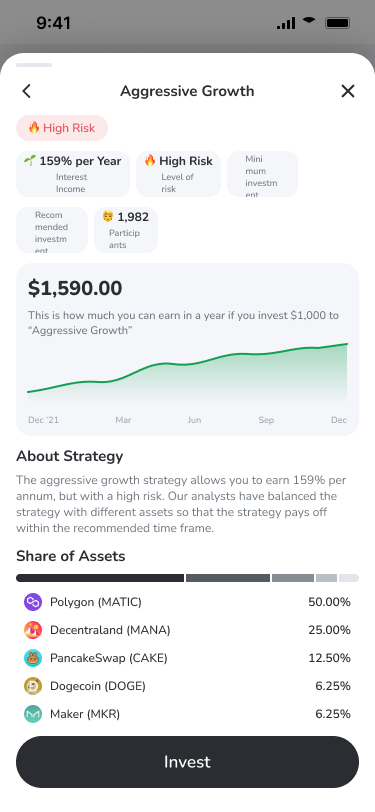 9:41
Aggressive Growth
🔥 High Risk
🌱 159% per Year
Interest
Income
🔥 High Risk
Level of
risk
Mini
mum
investm
ent
Recom
mended
investm
ent
🤠 1,982
Particip
ants
$1,590.00
This is how much you can earn in a year if you invest $1,000 to
“Aggressive Growth”
Dec ‘21 Mar Jun Sep Dec
About Strategy
The aggressive growth strategy allows you to earn 159% per
annum, but with a high risk. Our analysts have balanced the
strategy with different assets so that the strategy pays off
within the recommended time frame.
Share of Assets
Polygon (MATIC) 50.00%
Decentraland (MANA) 25.00%
PancakeSwap (CAKE) 12.50%
Dogecoin (DOGE) 6.25%
Maker (MKR) 6.25%
Invest